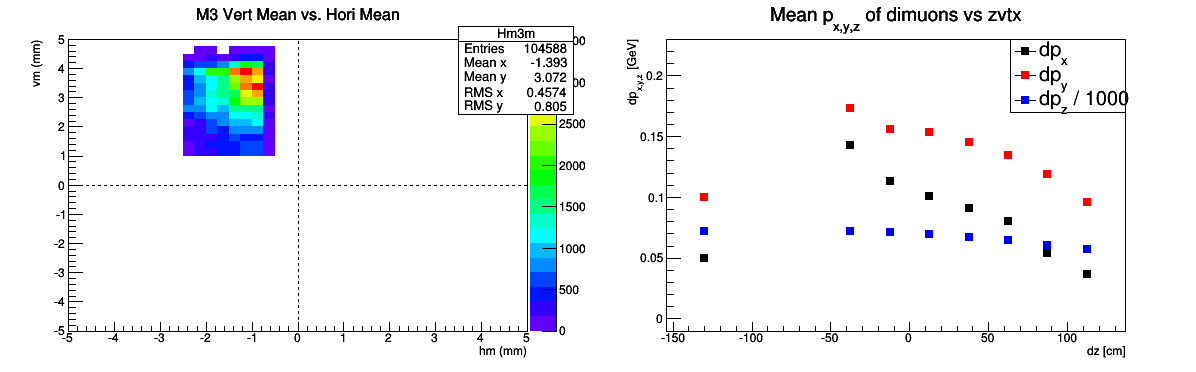 M3 Vert Mean vs. Hori Mean
Hm3m
Entries 104588
Mean x -1.393
Mean y 3.072
RMS x 0.4574
RMS y 0.805
vm (mm)
5
4
3
2
1
0
-1
-2
-3
-4
-5
-5 -4 -3 -2 -1 0 1 2 3 4 5
hm (mm)
2500
2000
1500
1000
500
0
Mean px,y,z of dimuons vs zvtx
dpx
dpy
dpz / 1000
dpx,y,z [GeV]
0.2
0.15
0.1
0.05
0
-150 -100 -50 0 50 100
dz [cm]